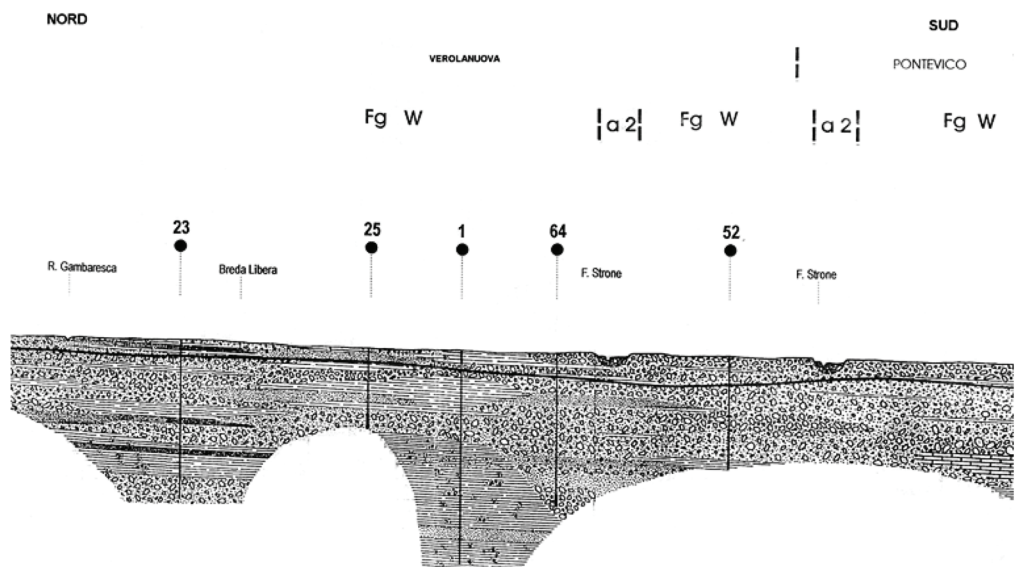 NORD
SUD
VEROLANUOVA
PONTEVICO
Fg W
a 2
Fg W
a 2
Fg W
23
25
1
64
52
R. Gambaresca
Breda Libera
F. Strone
F. Strone